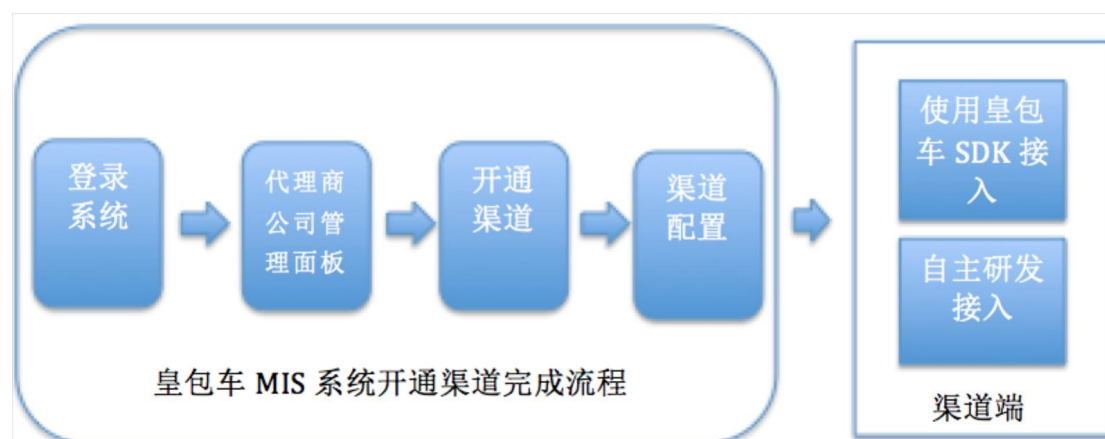 登录
系统
代理商
公司管
理面板
开通
渠道
渠道
配置
皇包车 MIS 系统开通渠道完成流程
使用皇包
车 SDK 接
入
自主研发
接入
渠道端